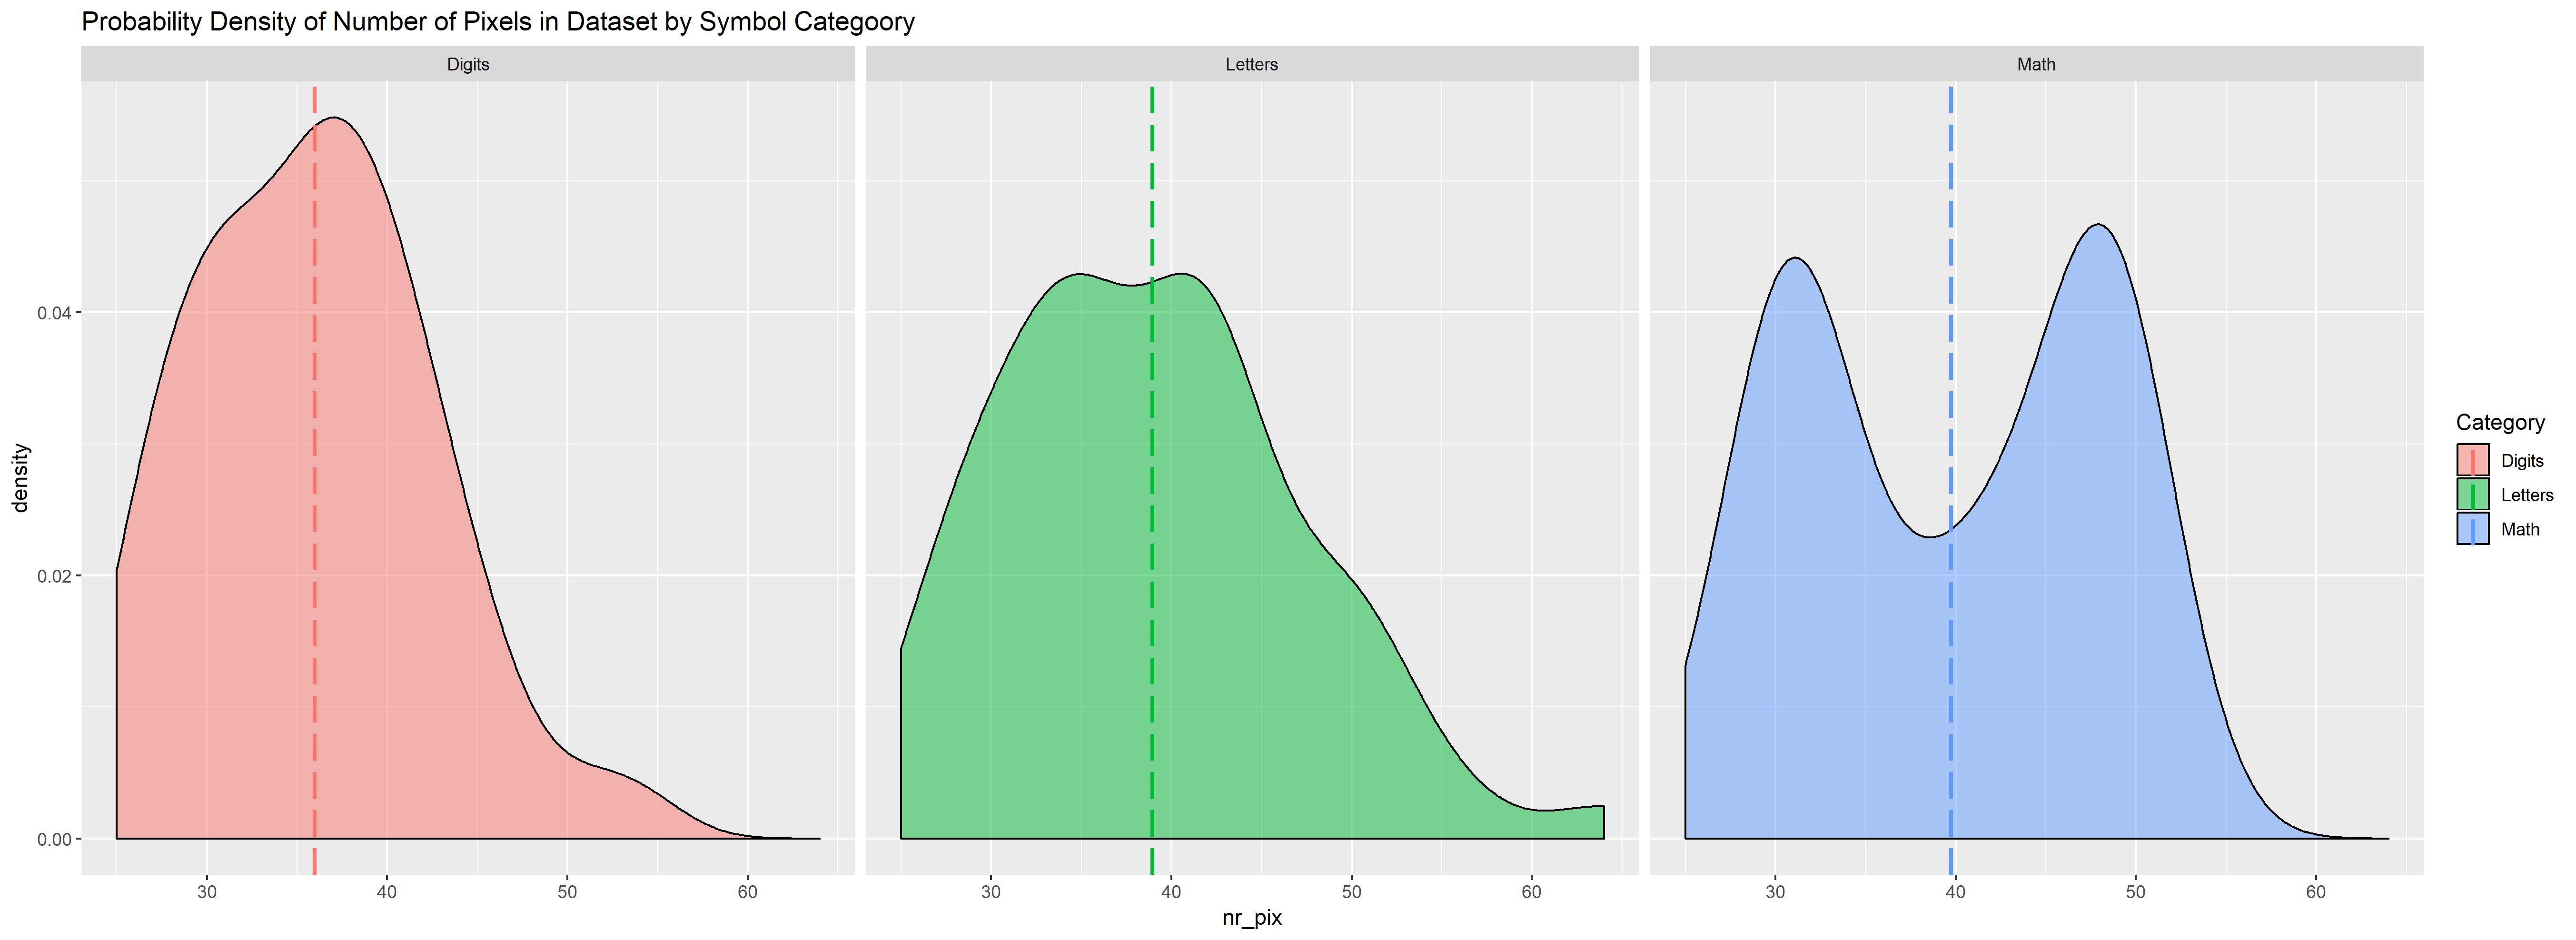 Probability Density of Number of Pixels in Dataset by Symbol Categoory
Digits
Letters
Math
density
0.04
0.02
0.00
30 40 50 60
30 40 50 60
30 40 50 60
nr_pix
Category
Digits
Letters
Math